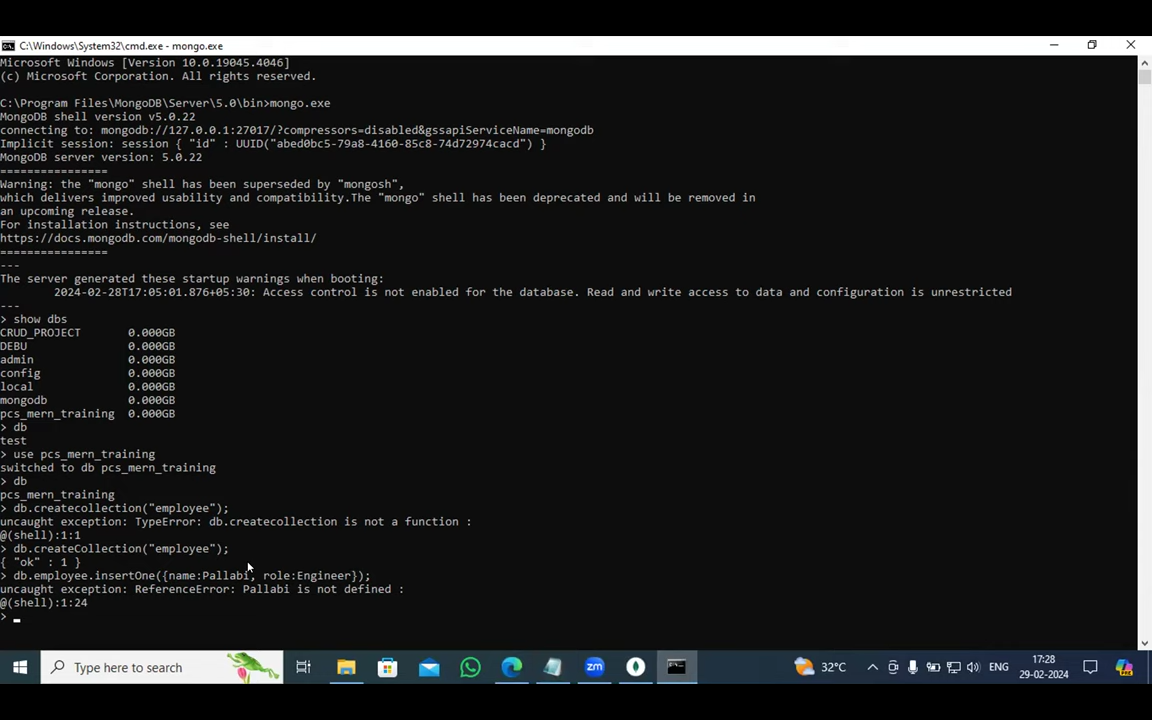 C:\Windows\System32\cmd.exe - mongo.exe
Microsoft Windows [Version 10.0.19045.4046]
(c) Microsoft Corporation. All rights reserved.
C:\Program Files\MongoDB\Server\5.0\bin>mongo.exe
MongoDB shell version v5.0.22
connecting to: mongodb://127.0.0.1:27017/?compressors=disabled&gssapiServiceName=mongodb
Implicit session: session { "id" : UUID("abed0bc5-79a8-4160-85c8-74d72974cacd") }
MongoDB server version: 5.0.22
================
Warning: the "mongo" shell has been superseded by "mongosh",
which delivers improved usability and compatibility.The "mongo" shell has been deprecated and will be removed in
an upcoming release.
For installation instructions, see
https://docs.mongodb.com/mongodb-shell/install/
================
---
The server generated these startup warnings when booting:
2024-02-28T17:05:01.876+05:30: Access control is not enabled for the database. Read and write access to data and configuration is unrestricted
---
> show dbs
CRUD_PROJECT 0.000GB
DEBU 0.000GB
admin 0.000GB
config 0.000GB
local 0.000GB
mongodb 0.000GB
pcs_mern_training 0.000GB
> db
test
> use pcs_mern_training
switched to db pcs_mern_training
> db
pcs_mern_training
> db.createcollection("employee");
uncaught exception: TypeError: db.createcollection is not a function :
@(shell):1:1
> db.createCollection("employee");
{ "ok" : 1 }
> db.employee.insertOne({name:Pallabi, role:Engineer});
uncaught exception: ReferenceError: Pallabi is not defined :
@(shell):1:24
>
Type here to search
zm
32°C
ENG
17:28
29-02-2024
PRE